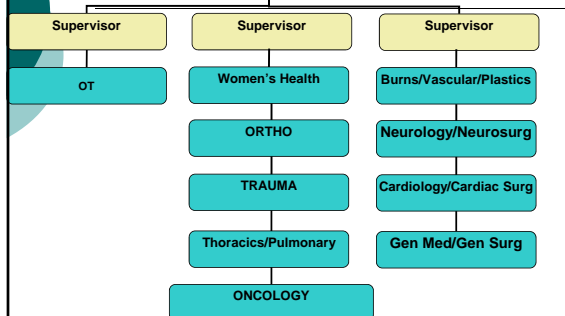 Supervisor
Supervisor
Supervisor
OT
Women's Health
Burns/Vascular/Plastics
ORTHO
Neurology/Neurosurg
TRAUMA
Cardiology/Cardiac Surg
Thoracics/Pulmonary
Gen Med/Gen Surg
ONCOLOGY